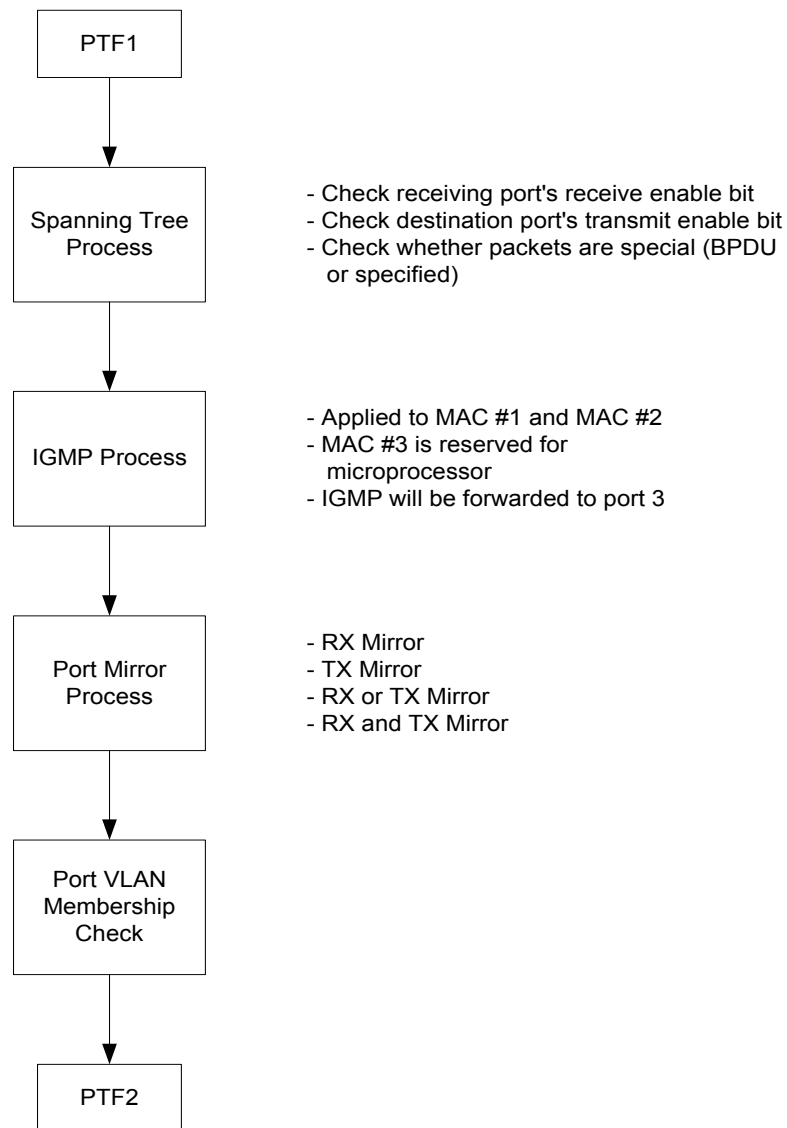 PTF1
Spanning Tree
Process
- Check receiving port's receive enable bit
- Check destination port's transmit enable bit
- Check whether packets are special (BPDU
or specified)
IGMP Process
- Applied to MAC #1 and MAC #2
- MAC #3 is reserved for
microprocessor
- IGMP will be forwarded to port 3
Port Mirror
Process
- RX Mirror
- TX Mirror
- RX or TX Mirror
- RX and TX Mirror
Port VLAN
Membership
Check
PTF2